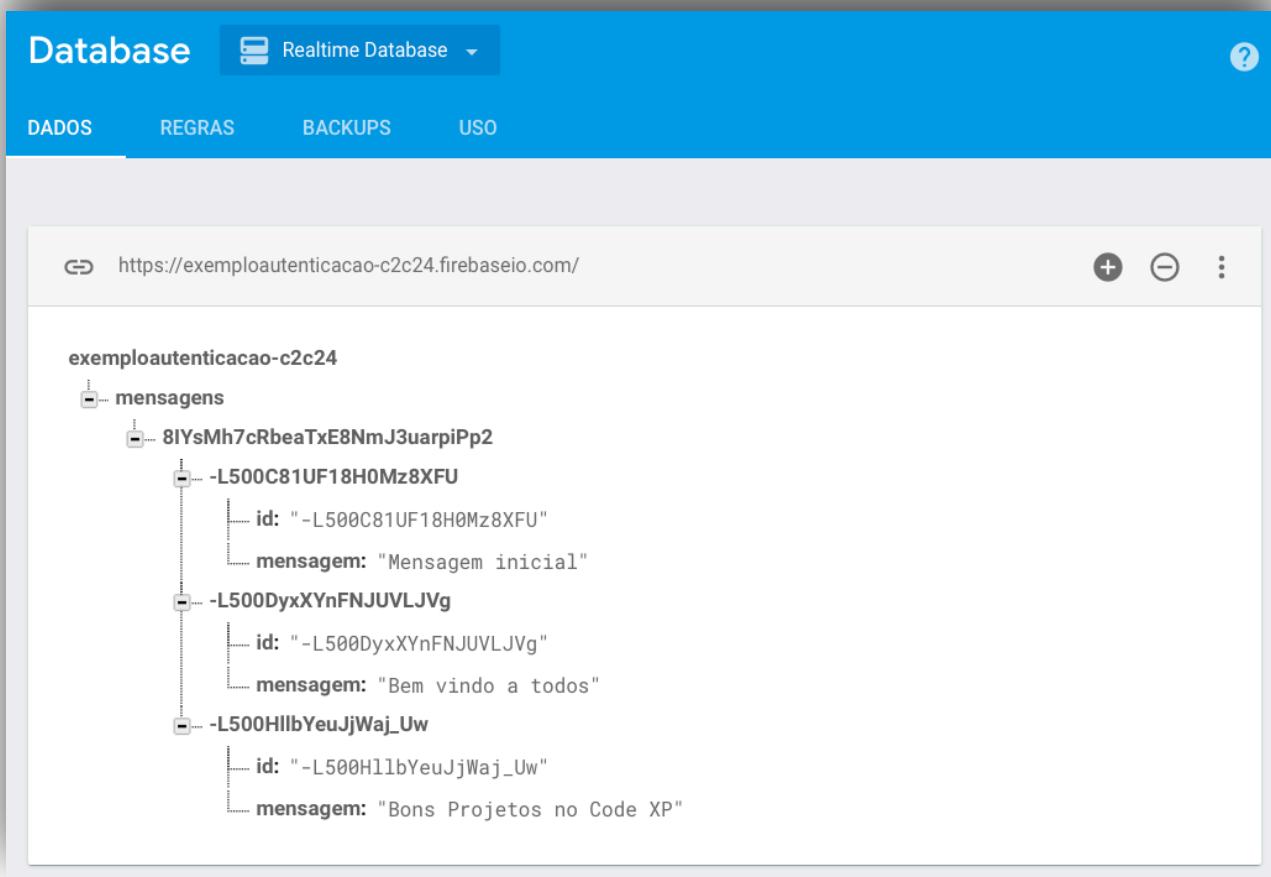 Database Realtime Database
DADOS REGRAS BACKUPS USO
https://exemploautenticacao-c2c24.firebaseio.com/
exemploautenticacao-c2c24
mensagens
8IYsMh7cRbeaTxE8NmJ3uarpiPp2
-L500C81UF18H0Mz8XFU
id: "-L500C81UF18H0Mz8XFU"
mensagem: "Mensagem inicial"
-L500DyxXYnFNJUVLJVg
id: "-L500DyxXYnFNJUVLJVg"
mensagem: "Bem vindo a todos"
-L500HllbYeuJjWaj_Uw
id: "-L500HllbYeuJjWaj_Uw"
mensagem: "Bons Projetos no Code XP"